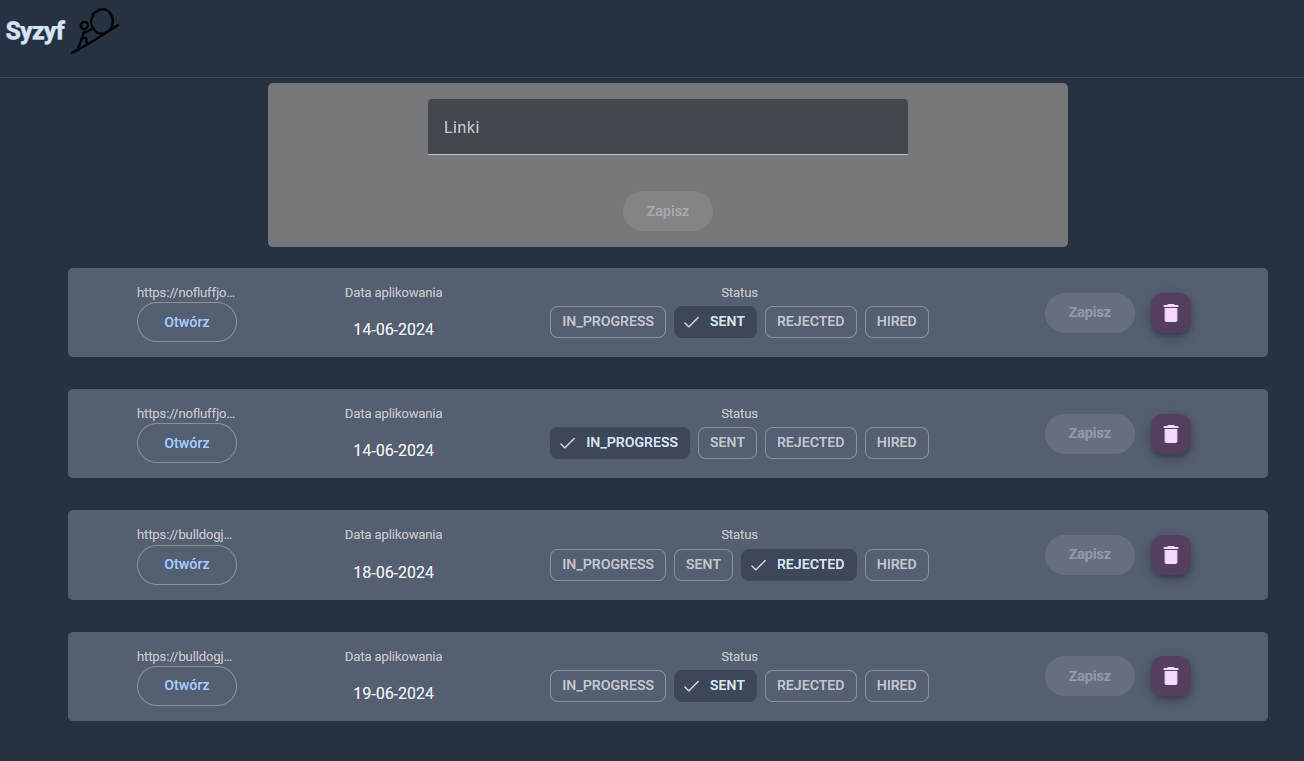 Syzyf
Linki
Zapisz
https://nofluffjo... Data aplikowania Status
Otwórz 14-06-2024 IN_PROGRESS SENT REJECTED HIRED Zapisz
https://nofluffjo... Data aplikowania Status
Otwórz 14-06-2024 IN_PROGRESS SENT REJECTED HIRED Zapisz
https://bulldogj... Data aplikowania Status
Otwórz 18-06-2024 IN_PROGRESS SENT REJECTED HIRED Zapisz
https://bulldogj... Data aplikowania Status
Otwórz 19-06-2024 IN_PROGRESS SENT REJECTED HIRED Zapisz